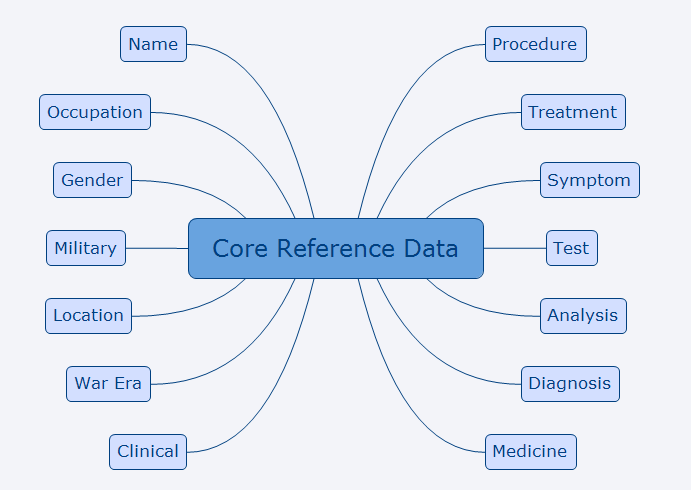 Name
Occupation
Gender
Military
Location
War Era
Clinical
Core Reference Data
Procedure
Treatment
Symptom
Test
Analysis
Diagnosis
Medicine